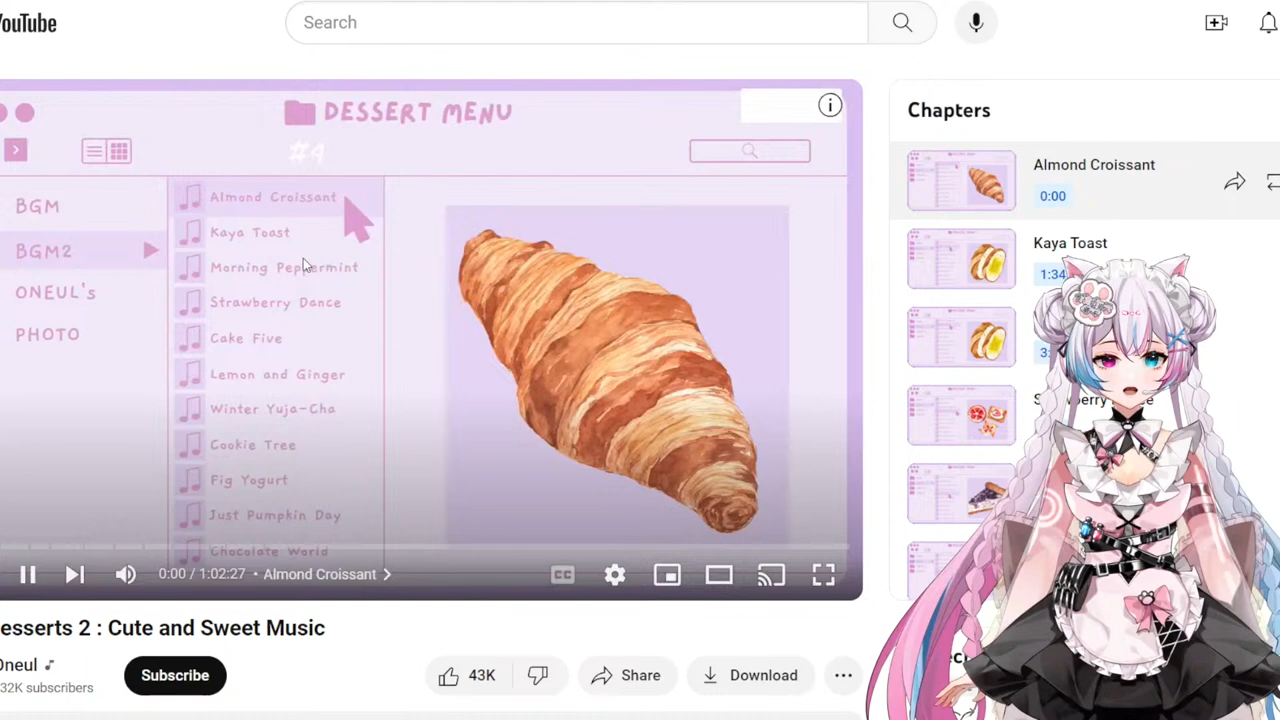 YouTube
Search
DESSERT MENU
#4
BGM
BGM2
ONEUL's
PHOTO
Almond Croissant
Kaya Toast
Morning Peppermint
Strawberry Dance
Cake Five
Lemon and Ginger
Winter Yuja-Cha
Cookie Tree
Fig Yogurt
Just Pumpkin Day
Chocolate World
0:00 / 1:02:27 • Almond Croissant
CC
esserts 2 : Cute and Sweet Music
Oneul
32K subscribers
Subscribe
43K
Share
Download
Chapters
Almond Croissant
0:00
Kaya Toast
1:34